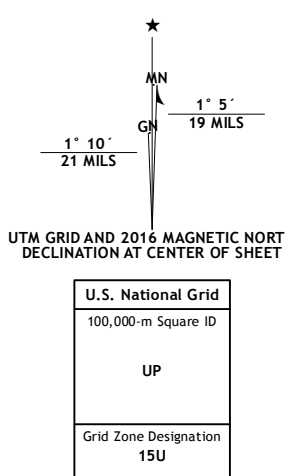 ★
MN
1° 5´
19 MILS
GN
1° 10´
21 MILS
UTM GRID AND 2016 MAGNETIC NORT
DECLINATION AT CENTER OF SHEET
U.S. National Grid
100,000-m Square ID
UP
Grid Zone Designation
15U